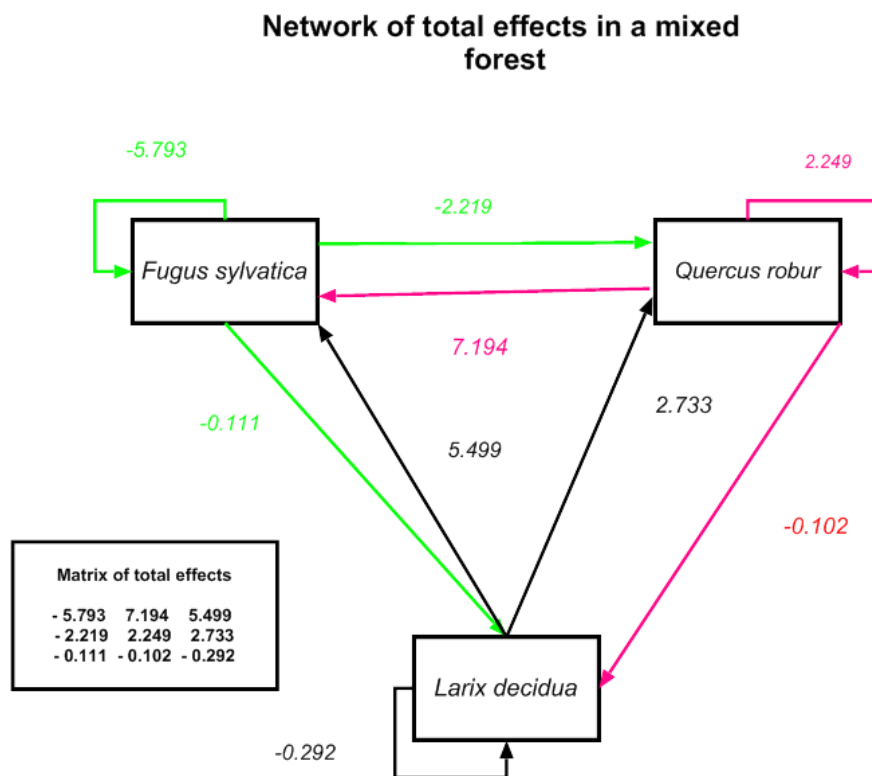 Network of total effects in a mixed
forest
-5.793
2.249
-2.219
Fugus sylvatica
Quercus robur
7.194
2.733
-0.111
5.499
-0.102
Matrix of total effects
- 5.793 7.194 5.499
- 2.219 2.249 2.733
- 0.111 - 0.102 - 0.292
Larix decidua
-0.292